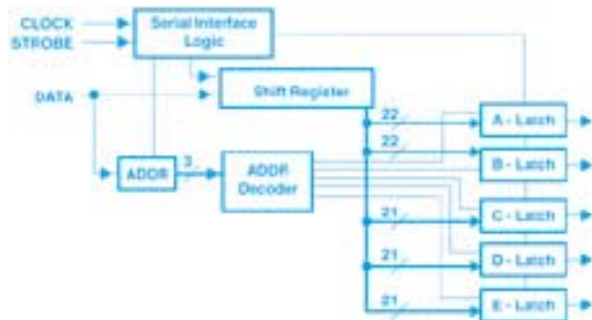 CLOCK
STROBE
Serial Interface
Logic
DATA
Shift Register
ADDR
3
ADDR
Decoder
22
A - Latch
22
B - Latch
21
C - Latch
21
D - Latch
21
E - Latch